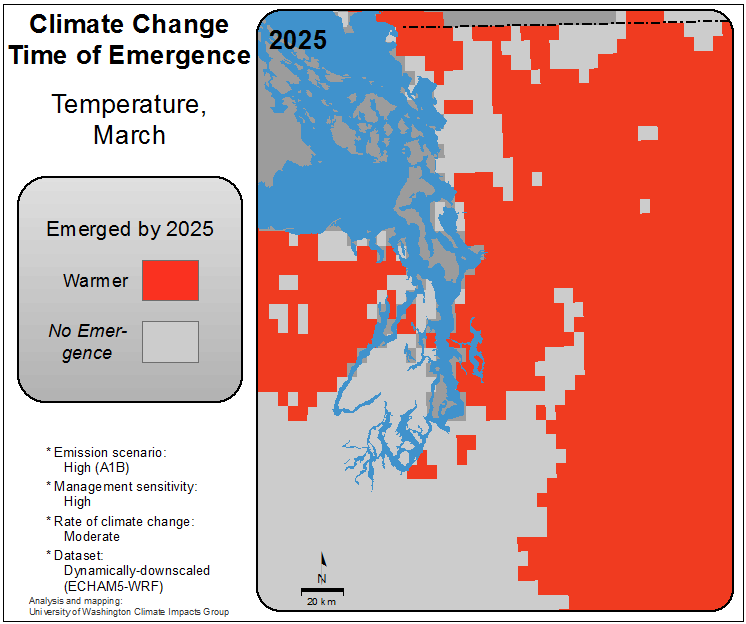 Climate Change
Time of Emergence
Temperature,
March
Emerged by 2025
Warmer
No Emer-
gence
* Emission scenario:
High (A1B)
* Management sensitivity:
High
* Rate of climate change:
Moderate
* Dataset:
Dynamically-downscaled
(ECHAM5-WRF)
Analysis and mapping:
University of Washington Climate Impacts Group
2025
N
20 km